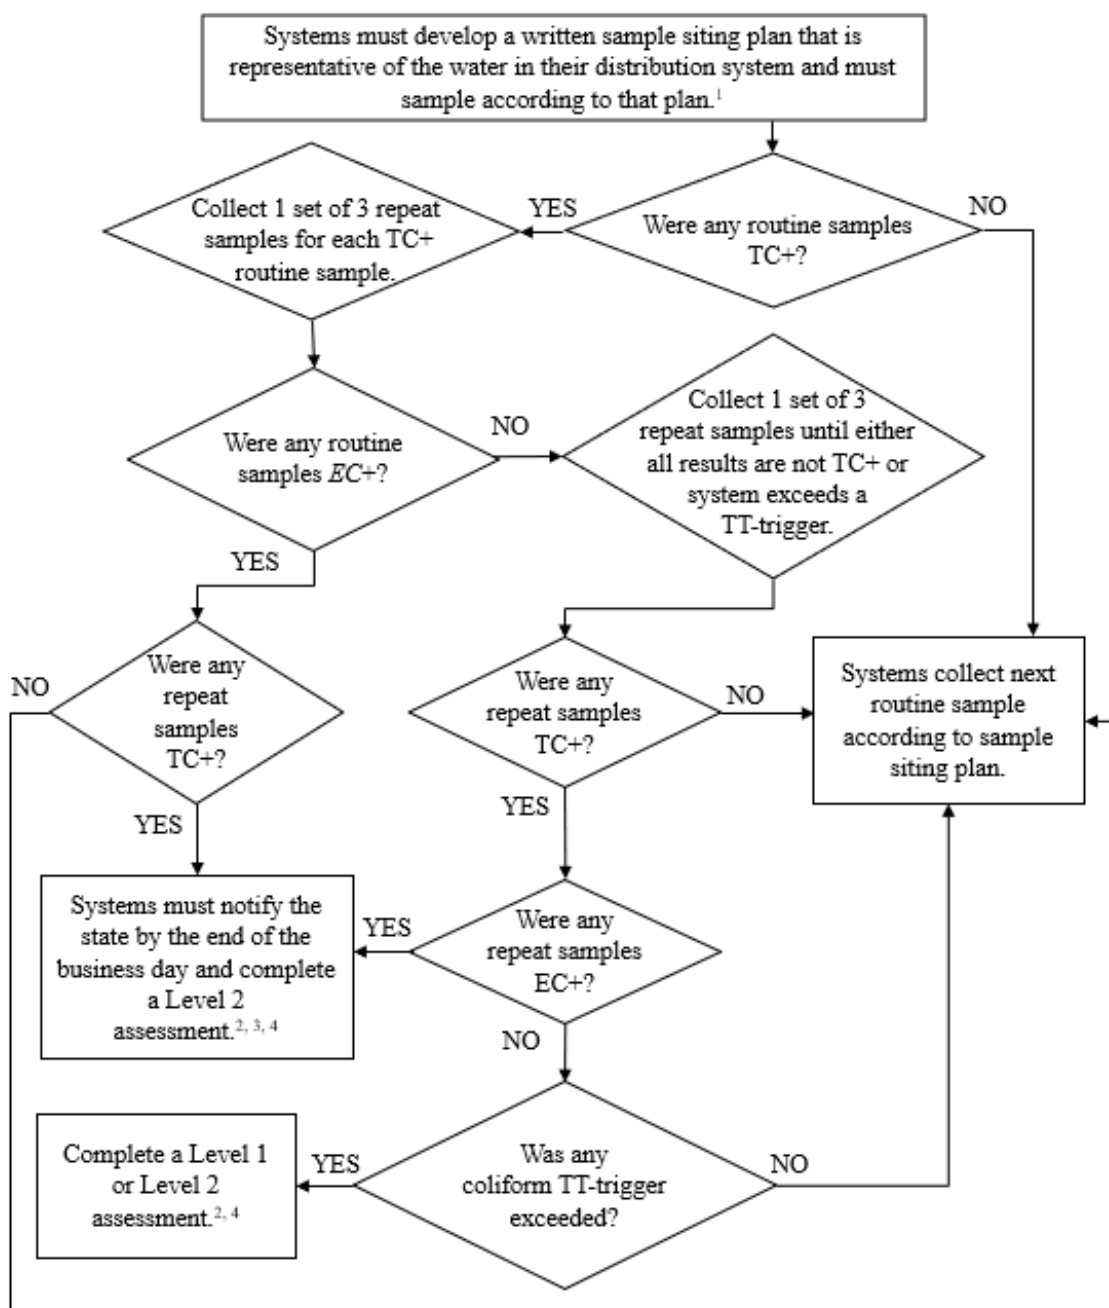 Systems must develop a written sample siting plan that is
representative of the water in their distribution system and must
sample according to that plan.1
Collect 1 set of 3 repeat
samples for each TC+
routine sample.
YES
Were any routine samples
TC+?
NO
Were any routine
samples EC+?
NO
Collect 1 set of 3
repeat samples until either
all results are not TC+ or
system exceeds a
TT-trigger.
YES
NO
Were any
repeat
samples
TC+?
Were any
repeat samples
TC+?
NO
Systems collect next
routine sample
according to sample
siting plan.
YES
YES
Systems must notify the
state by the end of the
business day and complete
a Level 2
assessment.2, 3, 4
YES
Were any
repeat samples
EC+?
NO
Complete a Level 1
or Level 2
assessment.2, 4
YES
Was any
coliform TT-trigger
exceeded?
NO